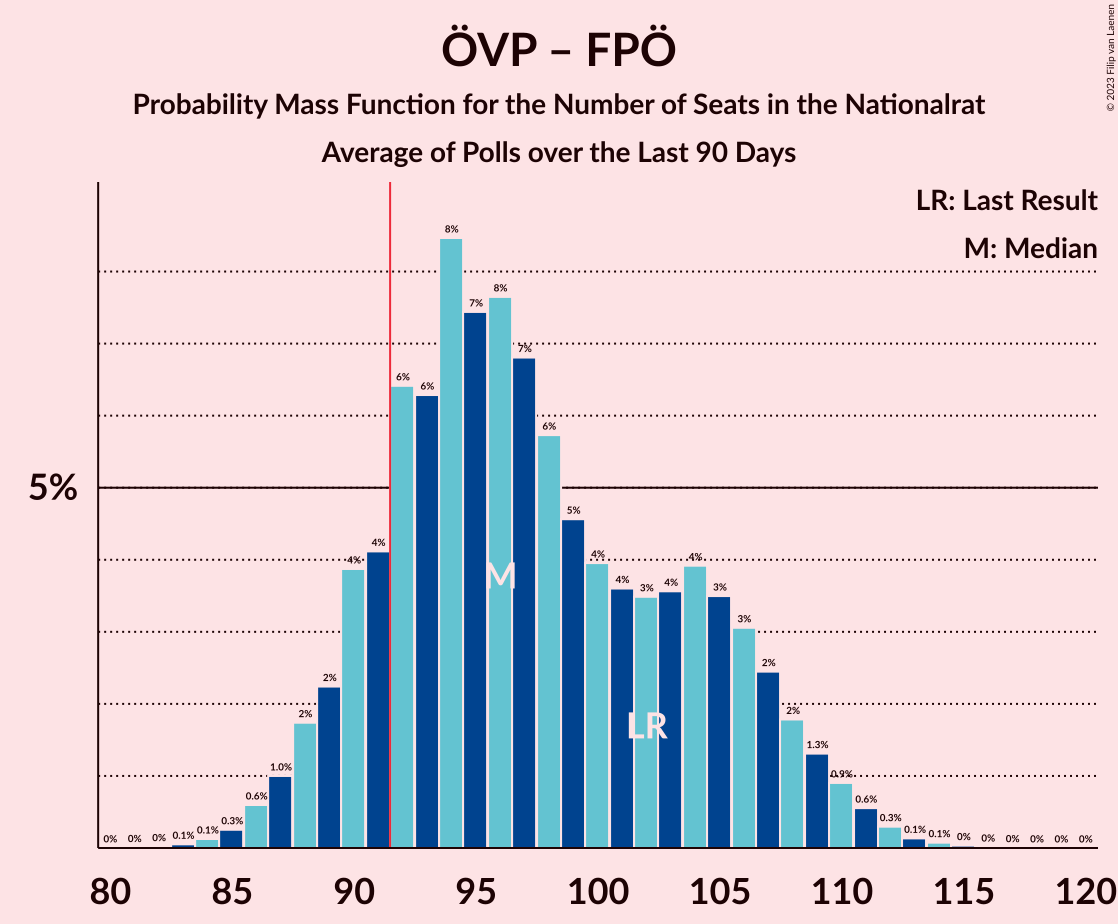 ÖVP – FPÖ
Probability Mass Function for the Number of Seats in the Nationalrat
Average of Polls over the Last 90 Days
© 2023 Filip van Laenen
LR: Last Result
M: Median
5%
0% 0% 0% 0.1% 0.1% 0.3% 0.6% 1.0% 2% 2% 4% 4% 6% 6% 8% 7% 8% 7% 6% 5% 4% 4% 3% 4% 4% 3% 3% 2% 2% 1.3% 0.9% 0.6% 0.3% 0.1% 0.1% 0% 0% 0% 0% 0% 0%
M
LR
80 85 90 95 100 105 110 115 120